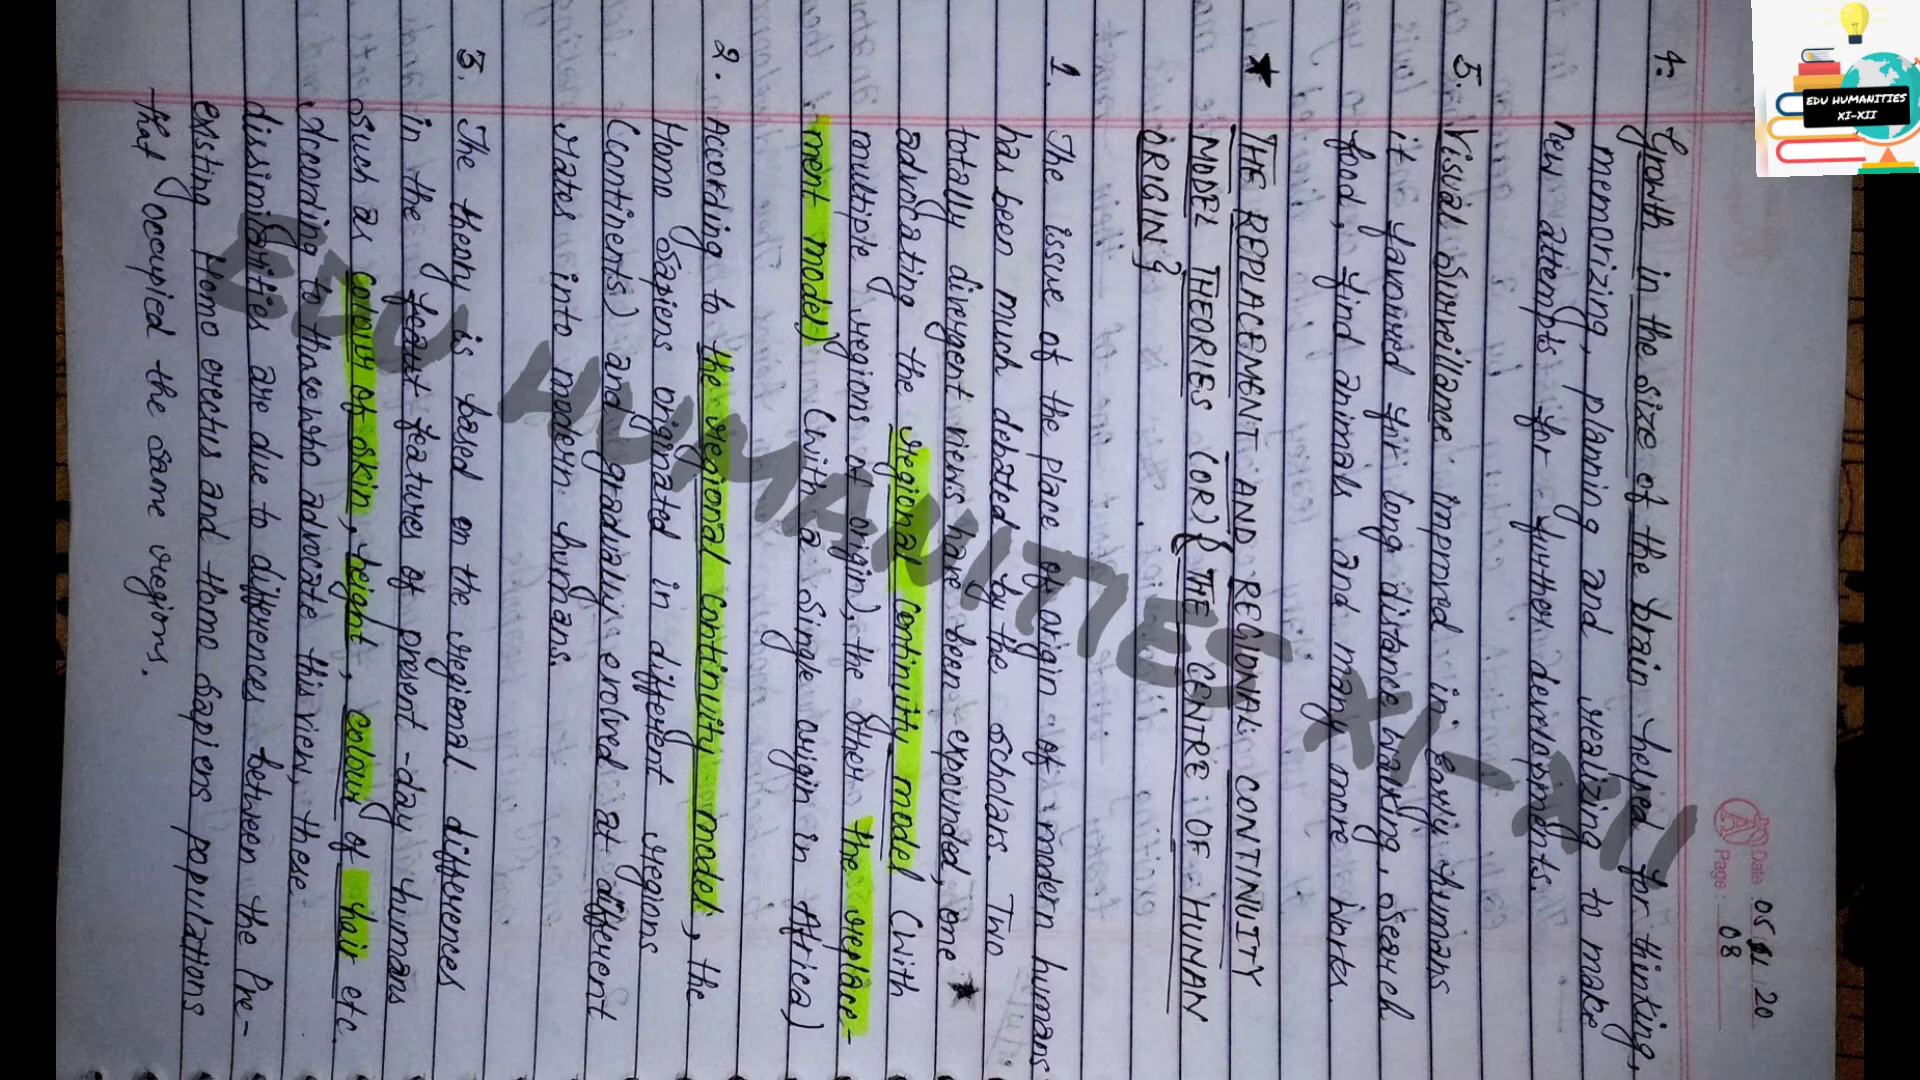 EDU HUMANITIES
XI-XII
Date 05 11 20
Page: 08
4. Growth in the size of the brain helped for thinking,
memorizing, planning and realizing to make
new attempts for further developments.
5. Visual Surveillance improved in early humans
it favoured for long distance walking, search
food, find animals and many more works.
★ THE REPLACEMENT AND REGIONAL CONTINUITY
MODEL THEORIES (OR) { THE CENTRE OF HUMAN
ORIGIN}
1. The issue of the place of origin of modern humans
has been much debated by the scholars. Two
totally divergent views have been expounded, one ★
advocating the regional continuity model (with
multiple regions of origin), the other the replace-
ment model) (with a single origin in Africa)
2. According to the regional continuity model, the
Homo sapiens originated in different regions
(continents) and gradually evolved at different
rates into modern humans.
3. The theory is based on the regional differences
in the features of present-day humans
such as colour of skin, height, colour of hair etc.
According to those who advocate this view, these
dissimilarities are due to differences between the Pre-
existing Homo erectus and Homo sapiens populations
that occupied the same regions.
EDU HUMANITIES XI-XII